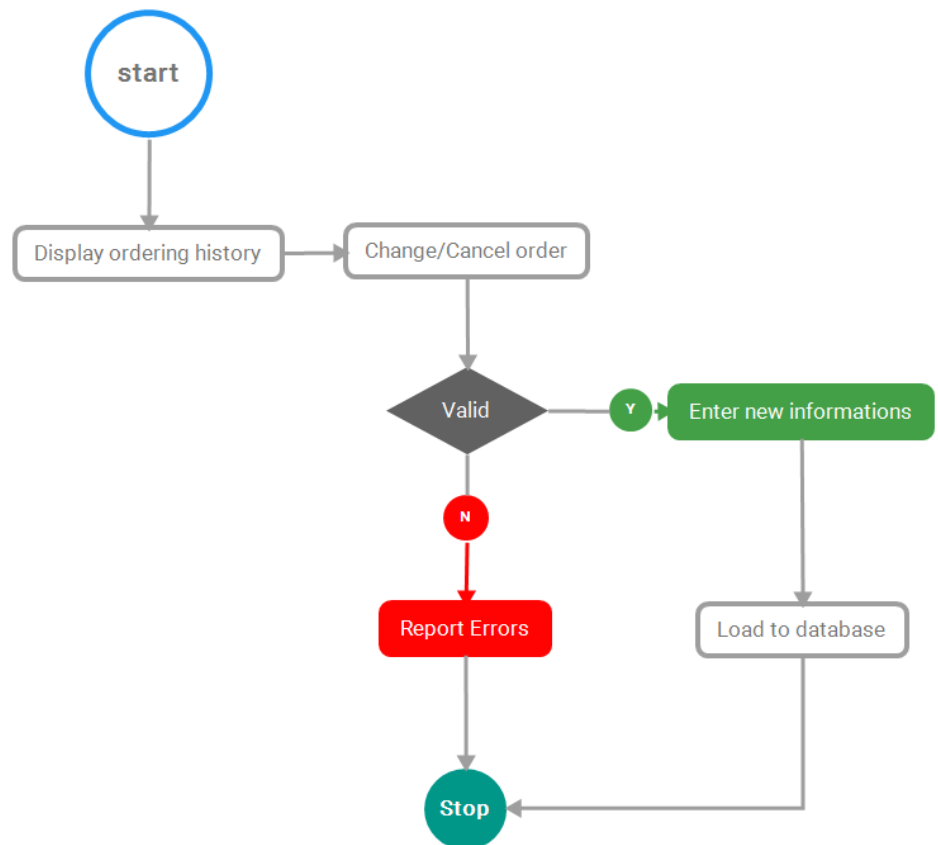 start
Display ordering history
Change/Cancel order
Valid
Y
Enter new informations
N
Report Errors
Load to database
Stop